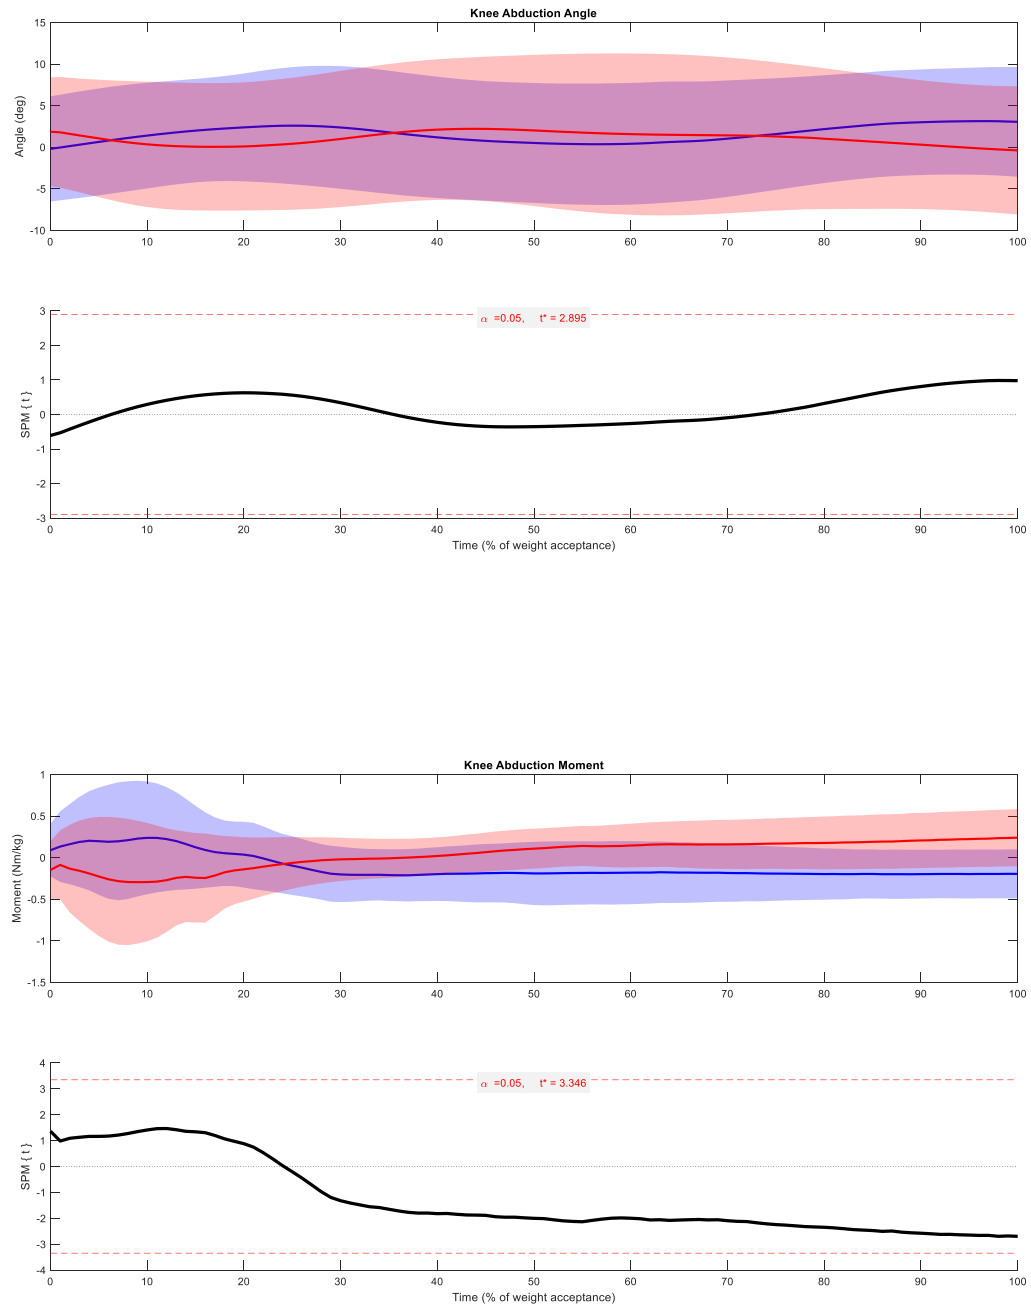 Knee Abduction Angle
15
10
5
0
-5
-10
Angle (deg)
0 10 20 30 40 50 60 70 80 90 100
3
2
1
0
-1
-2
-3
SPM { t }
α =0.05, t* = 2.895
0 10 20 30 40 50 60 70 80 90 100
Time (% of weight acceptance)
Knee Abduction Moment
1
0.5
0
-0.5
-1
-1.5
Moment (Nm/kg)
0 10 20 30 40 50 60 70 80 90 100
4
3
2
1
0
-1
-2
-3
-4
SPM { t }
α =0.05, t* = 3.346
0 10 20 30 40 50 60 70 80 90 100
Time (% of weight acceptance)